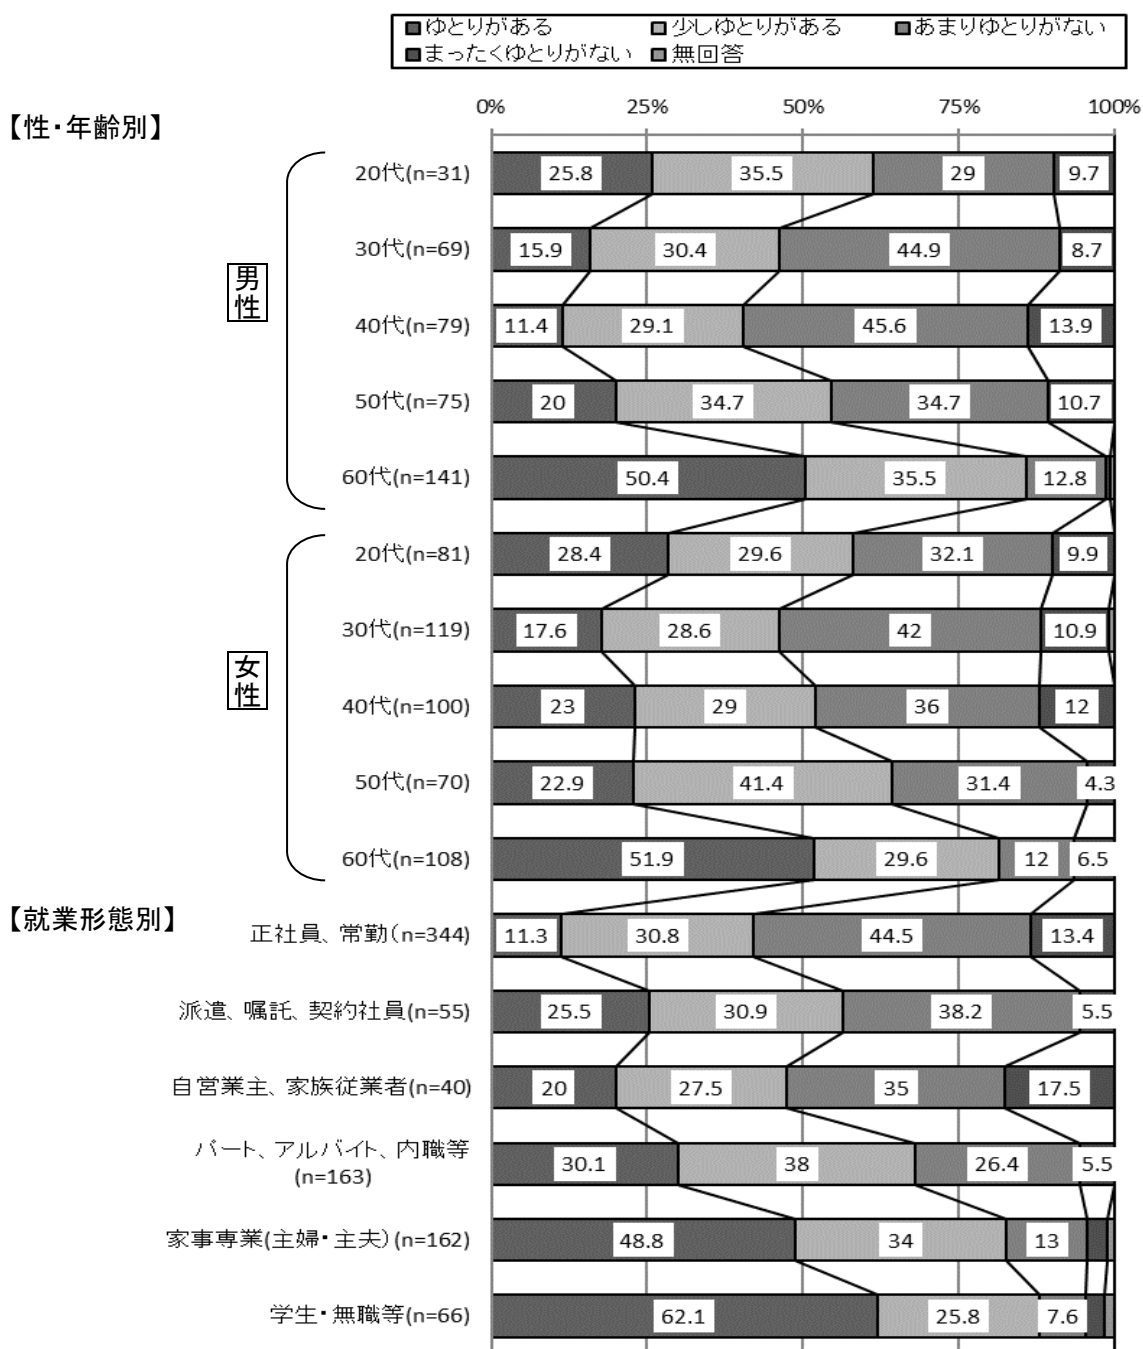 ■ゆとりがある ■少しゆとりがある ■あまりゆとりがない
■まったくゆとりがない ■無回答
0% 25% 50% 75% 100%
【性・年齢別】
男性
20代(n=31) 25.8 35.5 29 9.7
30代(n=69) 15.9 30.4 44.9 8.7
40代(n=79) 11.4 29.1 45.6 13.9
50代(n=75) 20 34.7 34.7 10.7
60代(n=141) 50.4 35.5 12.8
女性
20代(n=81) 28.4 29.6 32.1 9.9
30代(n=119) 17.6 28.6 42 10.9
40代(n=100) 23 29 36 12
50代(n=70) 22.9 41.4 31.4 4.3
60代(n=108) 51.9 29.6 12 6.5
【就業形態別】
正社員、常勤(n=344) 11.3 30.8 44.5 13.4
派遣、嘱託、契約社員(n=55) 25.5 30.9 38.2 5.5
自営業主、家族従業者(n=40) 20 27.5 35 17.5
パート、アルバイト、内職等
(n=163) 30.1 38 26.4 5.5
家事専業(主婦・主夫)(n=162) 48.8 34 13
学生・無職等(n=66) 62.1 25.8 7.6